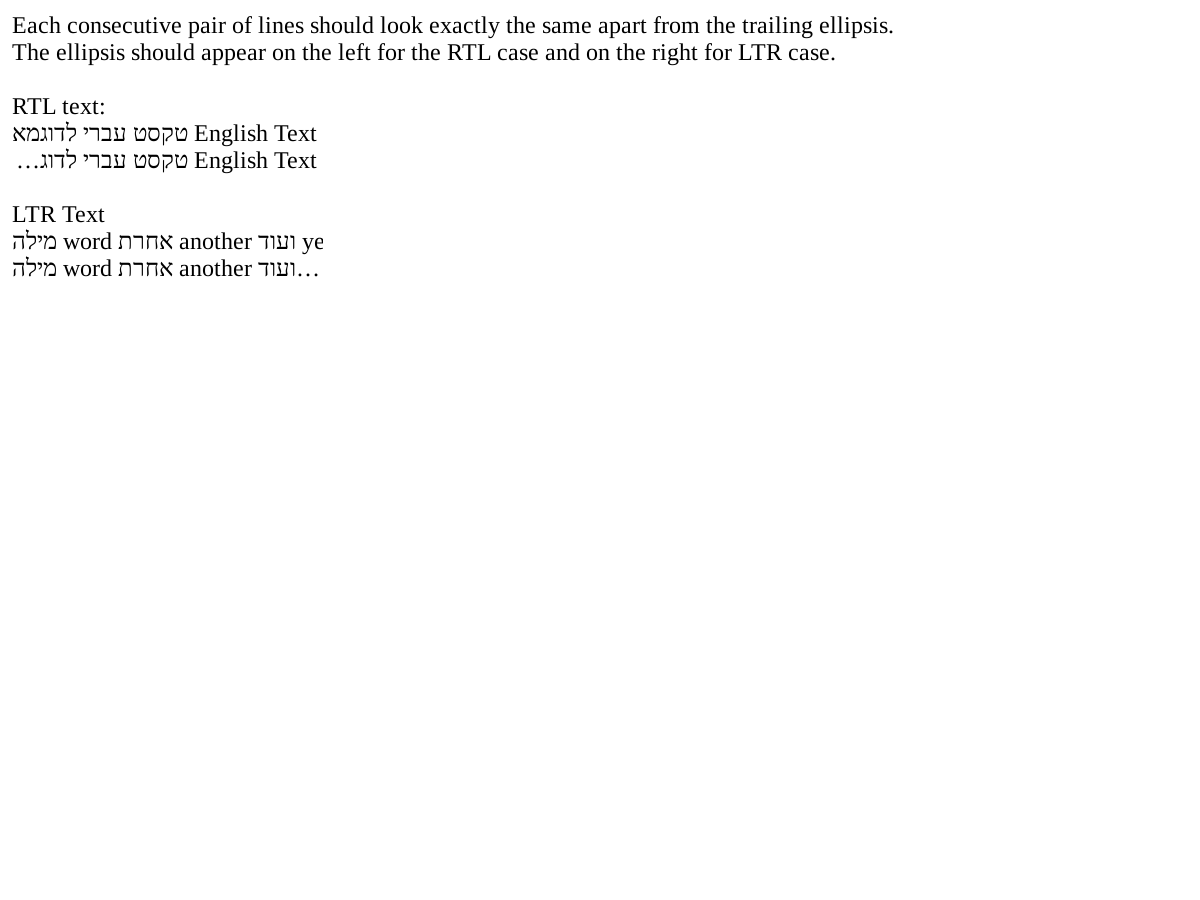 Each consecutive pair of lines should look exactly the same apart from the trailing ellipsis.
The ellipsis should appear on the left for the RTL case and on the right for LTR case.
RTL text:
English Text טקסט עברי לדוגמא
English Text טקסט עברי לדוג…
LTR Text
מילה word אחרת another ועוד ye
מילה word אחרת another ועוד…